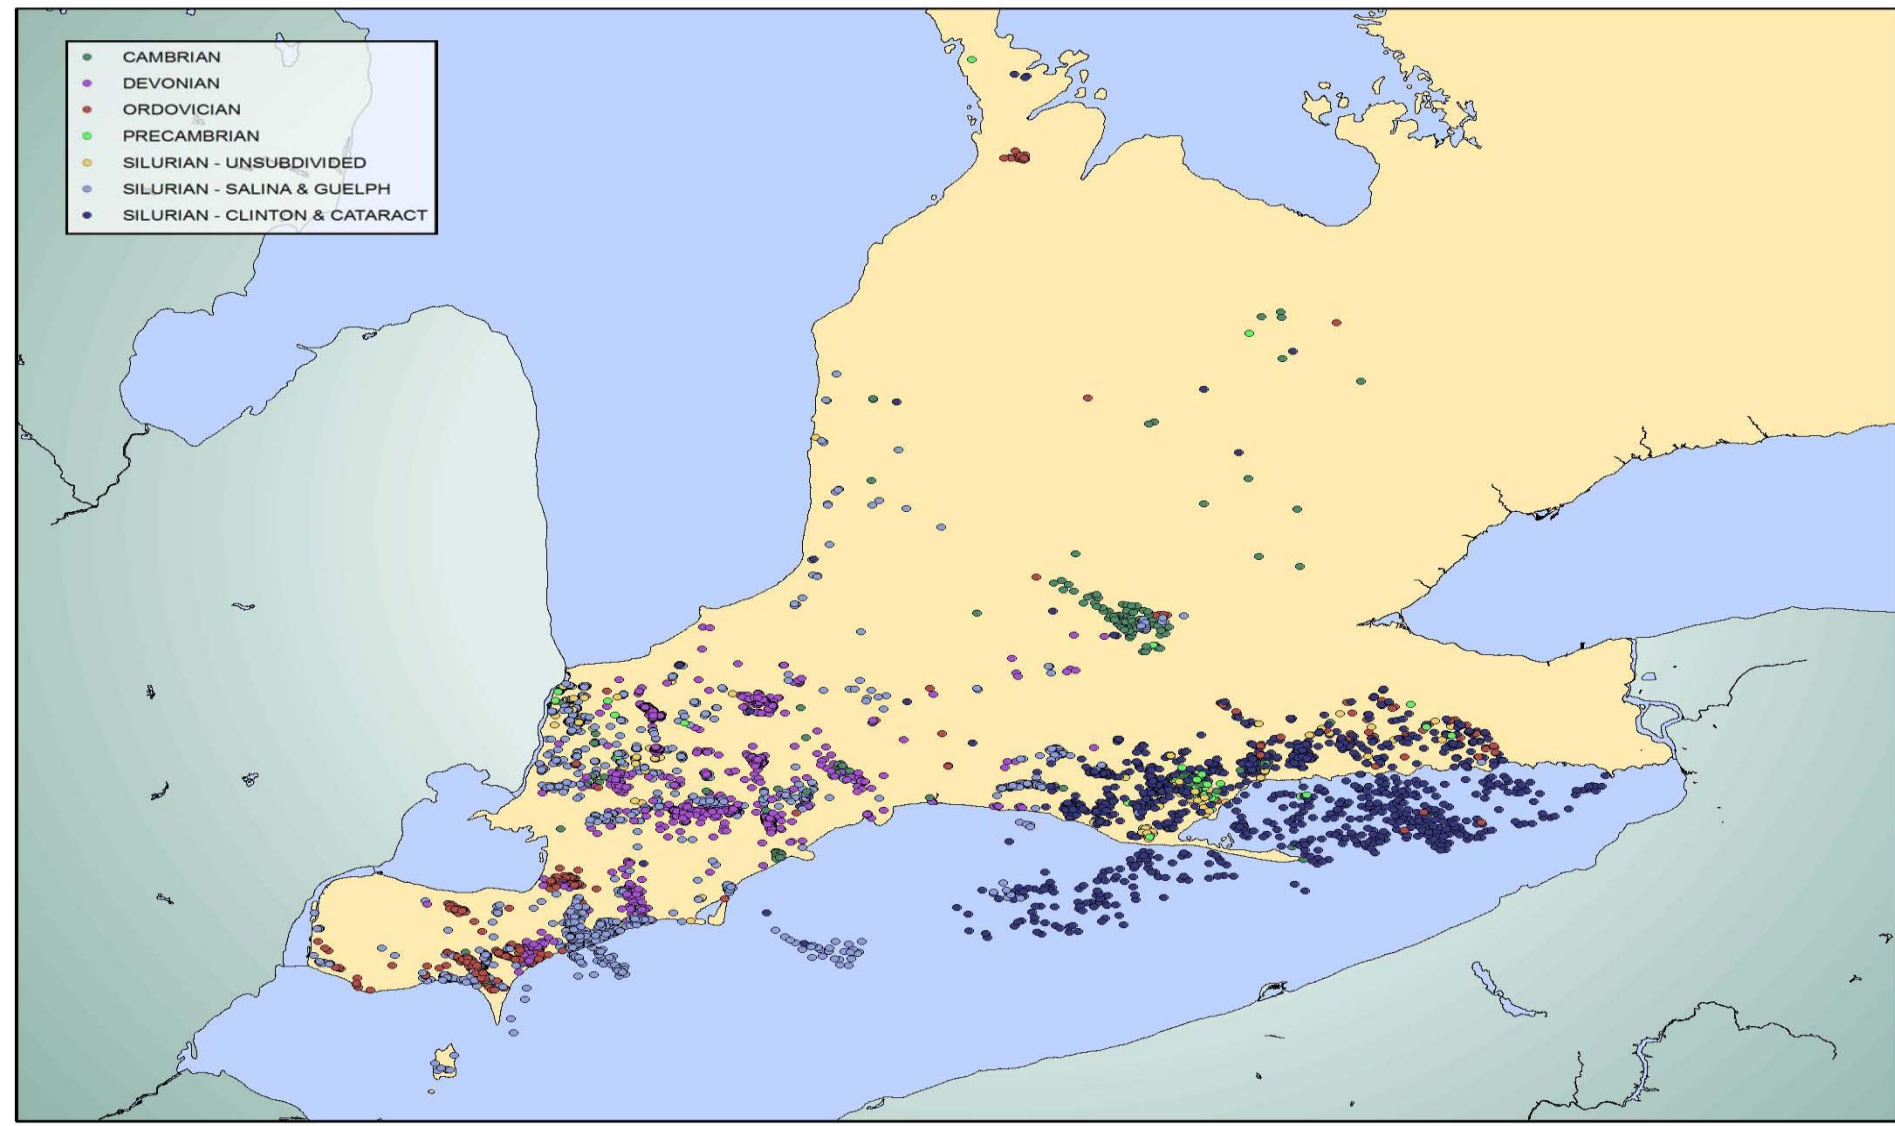 CAMBRIAN
DEVONIAN
ORDOVICIAN
PRECAMBRIAN
SILURIAN - UNSUBDIVIDED
SILURIAN - SALINA & GUELPH
SILURIAN - CLINTON & CATARACT